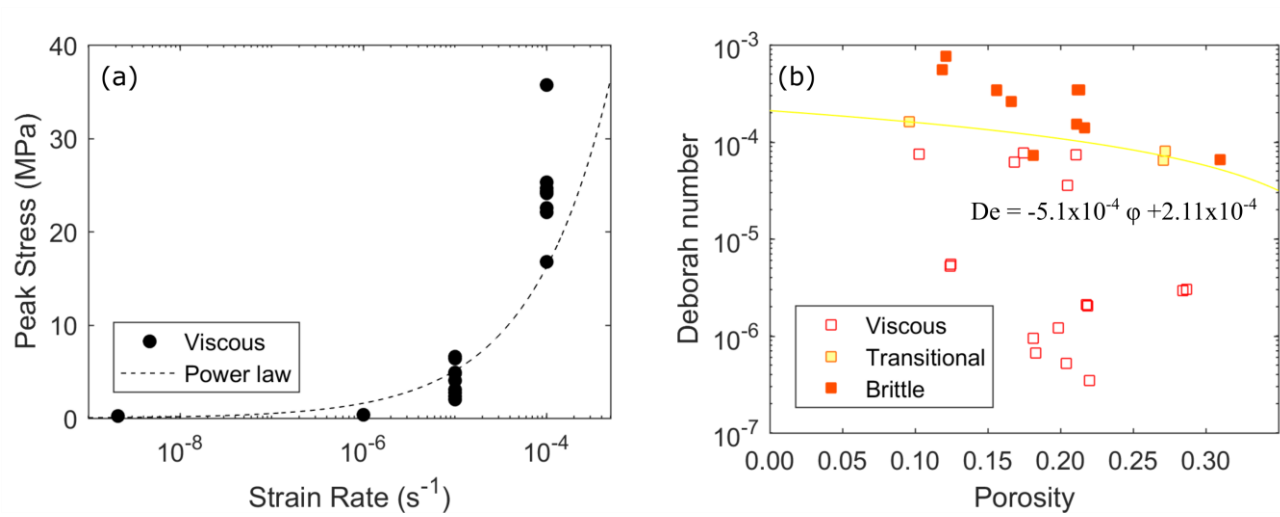 (a)
Peak Stress (MPa)
40
30
20
10
0
Viscous
Power law
10⁻⁸
10⁻⁶
10⁻⁴
Strain Rate (s⁻¹)
(b)
Deborah number
10⁻³
10⁻⁴
10⁻⁵
10⁻⁶
10⁻⁷
De = -5.1x10⁻⁴ φ +2.11x10⁻⁴
Viscous
Transitional
Brittle
0.00
0.05
0.10
0.15
0.20
0.25
0.30
Porosity